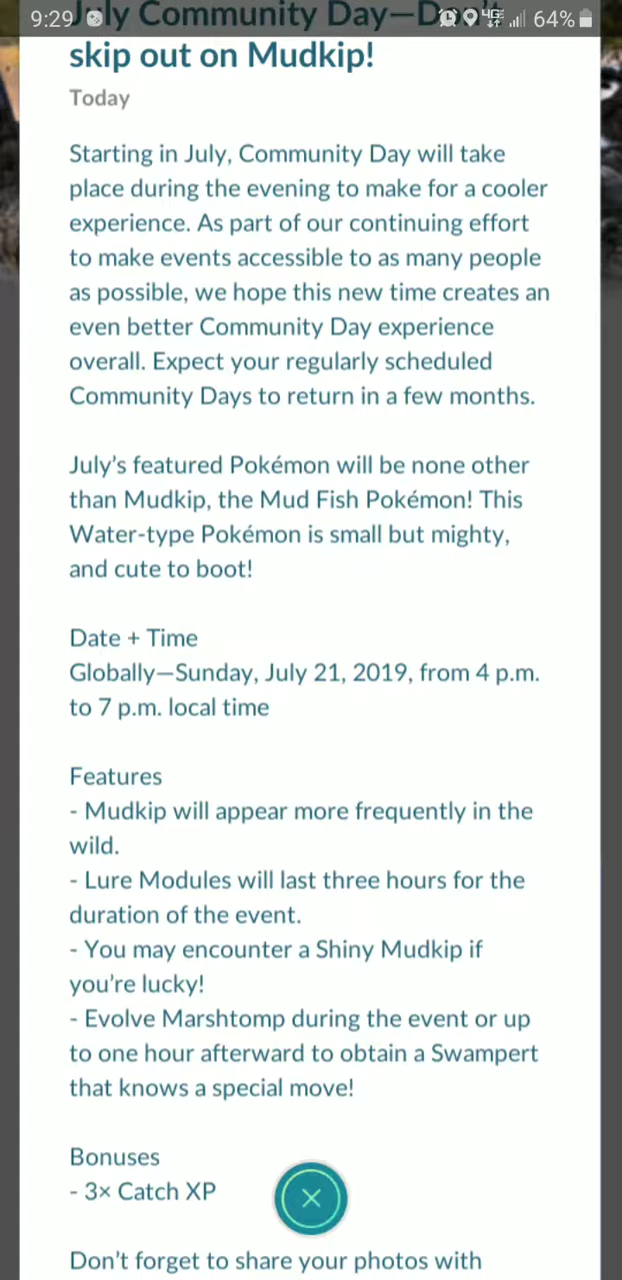 9:29
64%
July Community Day—Don't
skip out on Mudkip!
Today
Starting in July, Community Day will take
place during the evening to make for a cooler
experience. As part of our continuing effort
to make events accessible to as many people
as possible, we hope this new time creates an
even better Community Day experience
overall. Expect your regularly scheduled
Community Days to return in a few months.
July's featured Pokémon will be none other
than Mudkip, the Mud Fish Pokémon! This
Water-type Pokémon is small but mighty,
and cute to boot!
Date + Time
Globally—Sunday, July 21, 2019, from 4 p.m.
to 7 p.m. local time
Features
- Mudkip will appear more frequently in the
wild.
- Lure Modules will last three hours for the
duration of the event.
- You may encounter a Shiny Mudkip if
you're lucky!
- Evolve Marshtomp during the event or up
to one hour afterward to obtain a Swampert
that knows a special move!
Bonuses
- 3× Catch XP
Don't forget to share your photos with